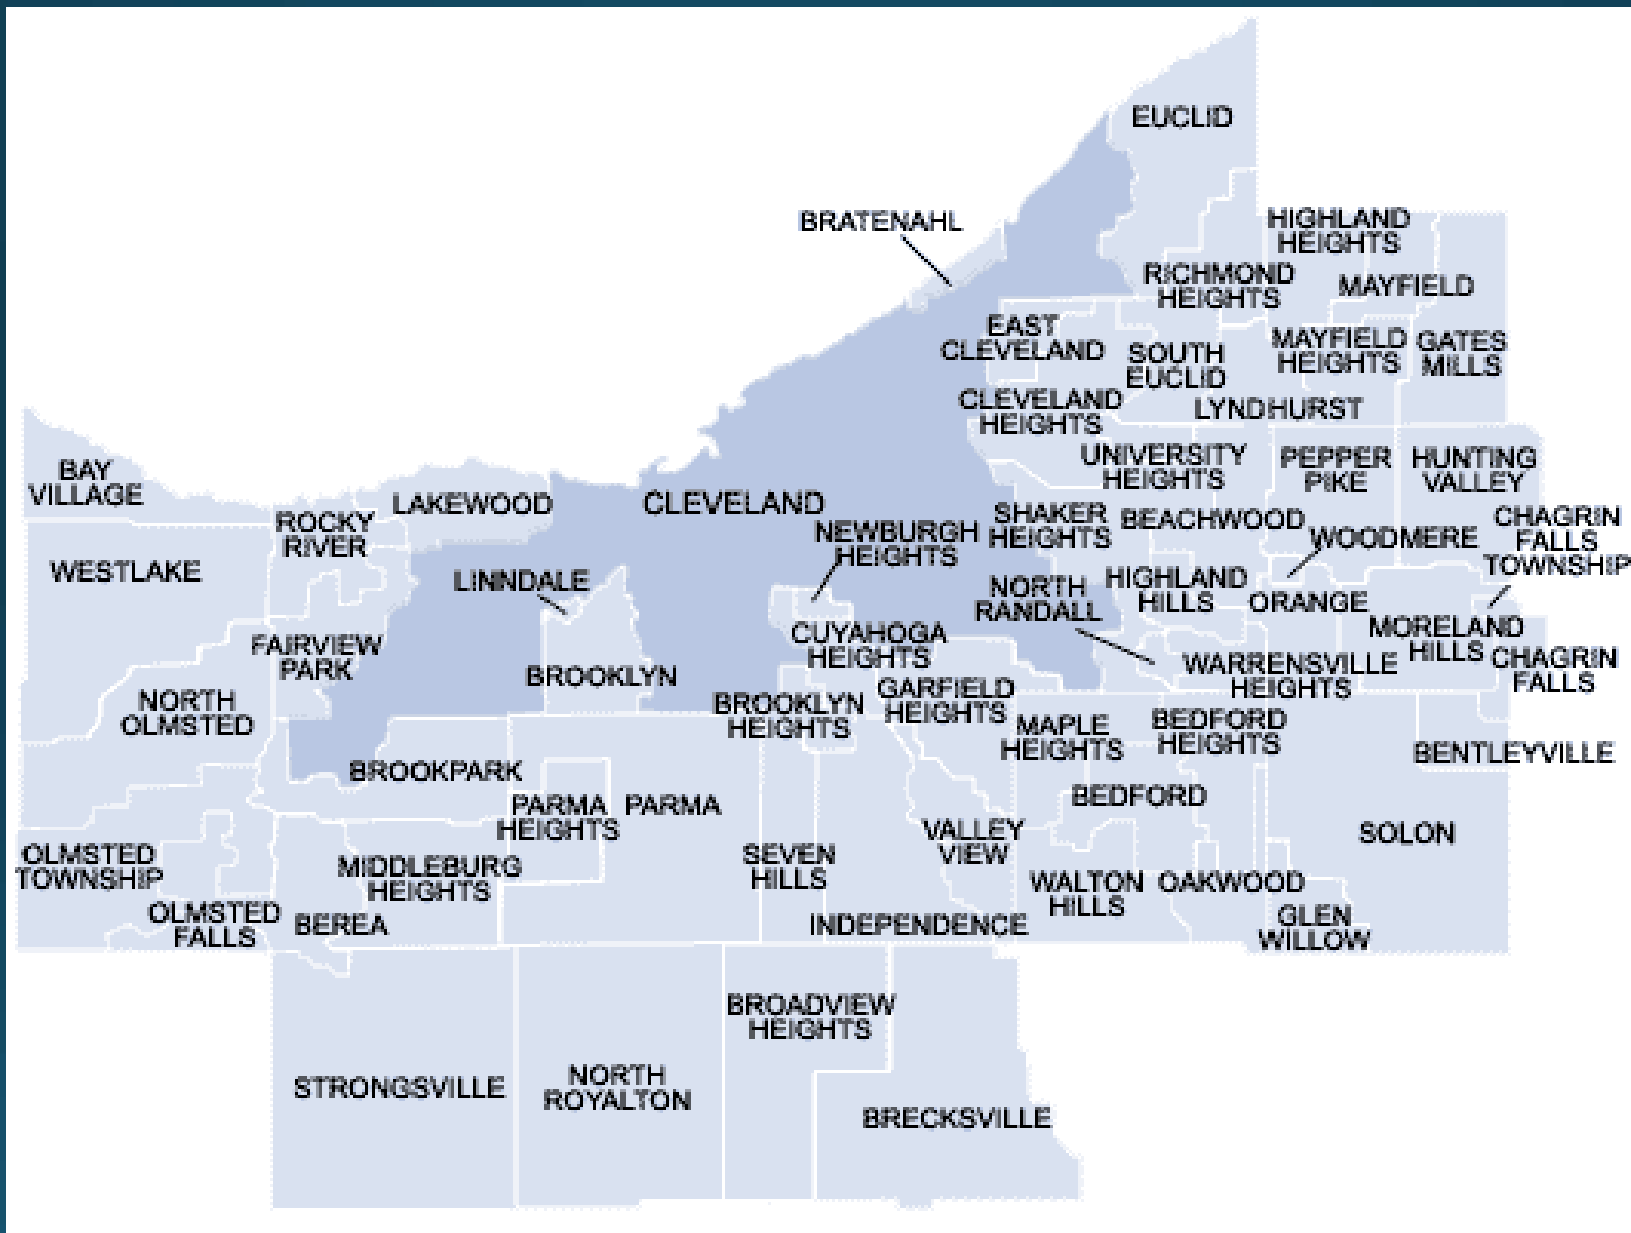 EUCLID
BRATENAHL
HIGHLAND
HEIGHTS
RICHMOND
HEIGHTS
MAYFIELD
EAST
CLEVELAND
SOUTH
EUCLID
MAYFIELD
HEIGHTS
GATES
MILLS
CLEVELAND
HEIGHTS
LYNDHURST
BAY
VILLAGE
UNIVERSITY
HEIGHTS
PEPPER
PIKE
HUNTING
VALLEY
LAKEWOOD
CLEVELAND
ROCKY
RIVER
NEWBURGH
HEIGHTS
SHAKER
HEIGHTS
BEACHWOOD
WOODMERE
CHAGRIN
FALLS
TOWNSHIP
WESTLAKE
LINNDALE
NORTH
RANDALL
HIGHLAND
HILLS
ORANGE
FAIRVIEW
PARK
CUYAHOGA
HEIGHTS
MORELAND
HILLS
WARRENSVILLE
HEIGHTS
CHAGRIN
FALLS
BROOKLYN
NORTH
OLMSTED
BROOKLYN
HEIGHTS
GARFIELD
HEIGHTS
MAPLE
HEIGHTS
BEDFORD
HEIGHTS
BENTLEYVILLE
BROOKPARK
PARMA
HEIGHTS
PARMA
BEDFORD
VALLEY
VIEW
SOLON
OLMSTED
TOWNSHIP
MIDDLEBURG
HEIGHTS
SEVEN
HILLS
WALTON
HILLS
OAKWOOD
OLMSTED
FALLS
BEREA
INDEPENDENCE
GLEN
WILLOW
BROADVIEW
HEIGHTS
STRONGSVILLE
NORTH
ROYALTON
BRECKSVILLE